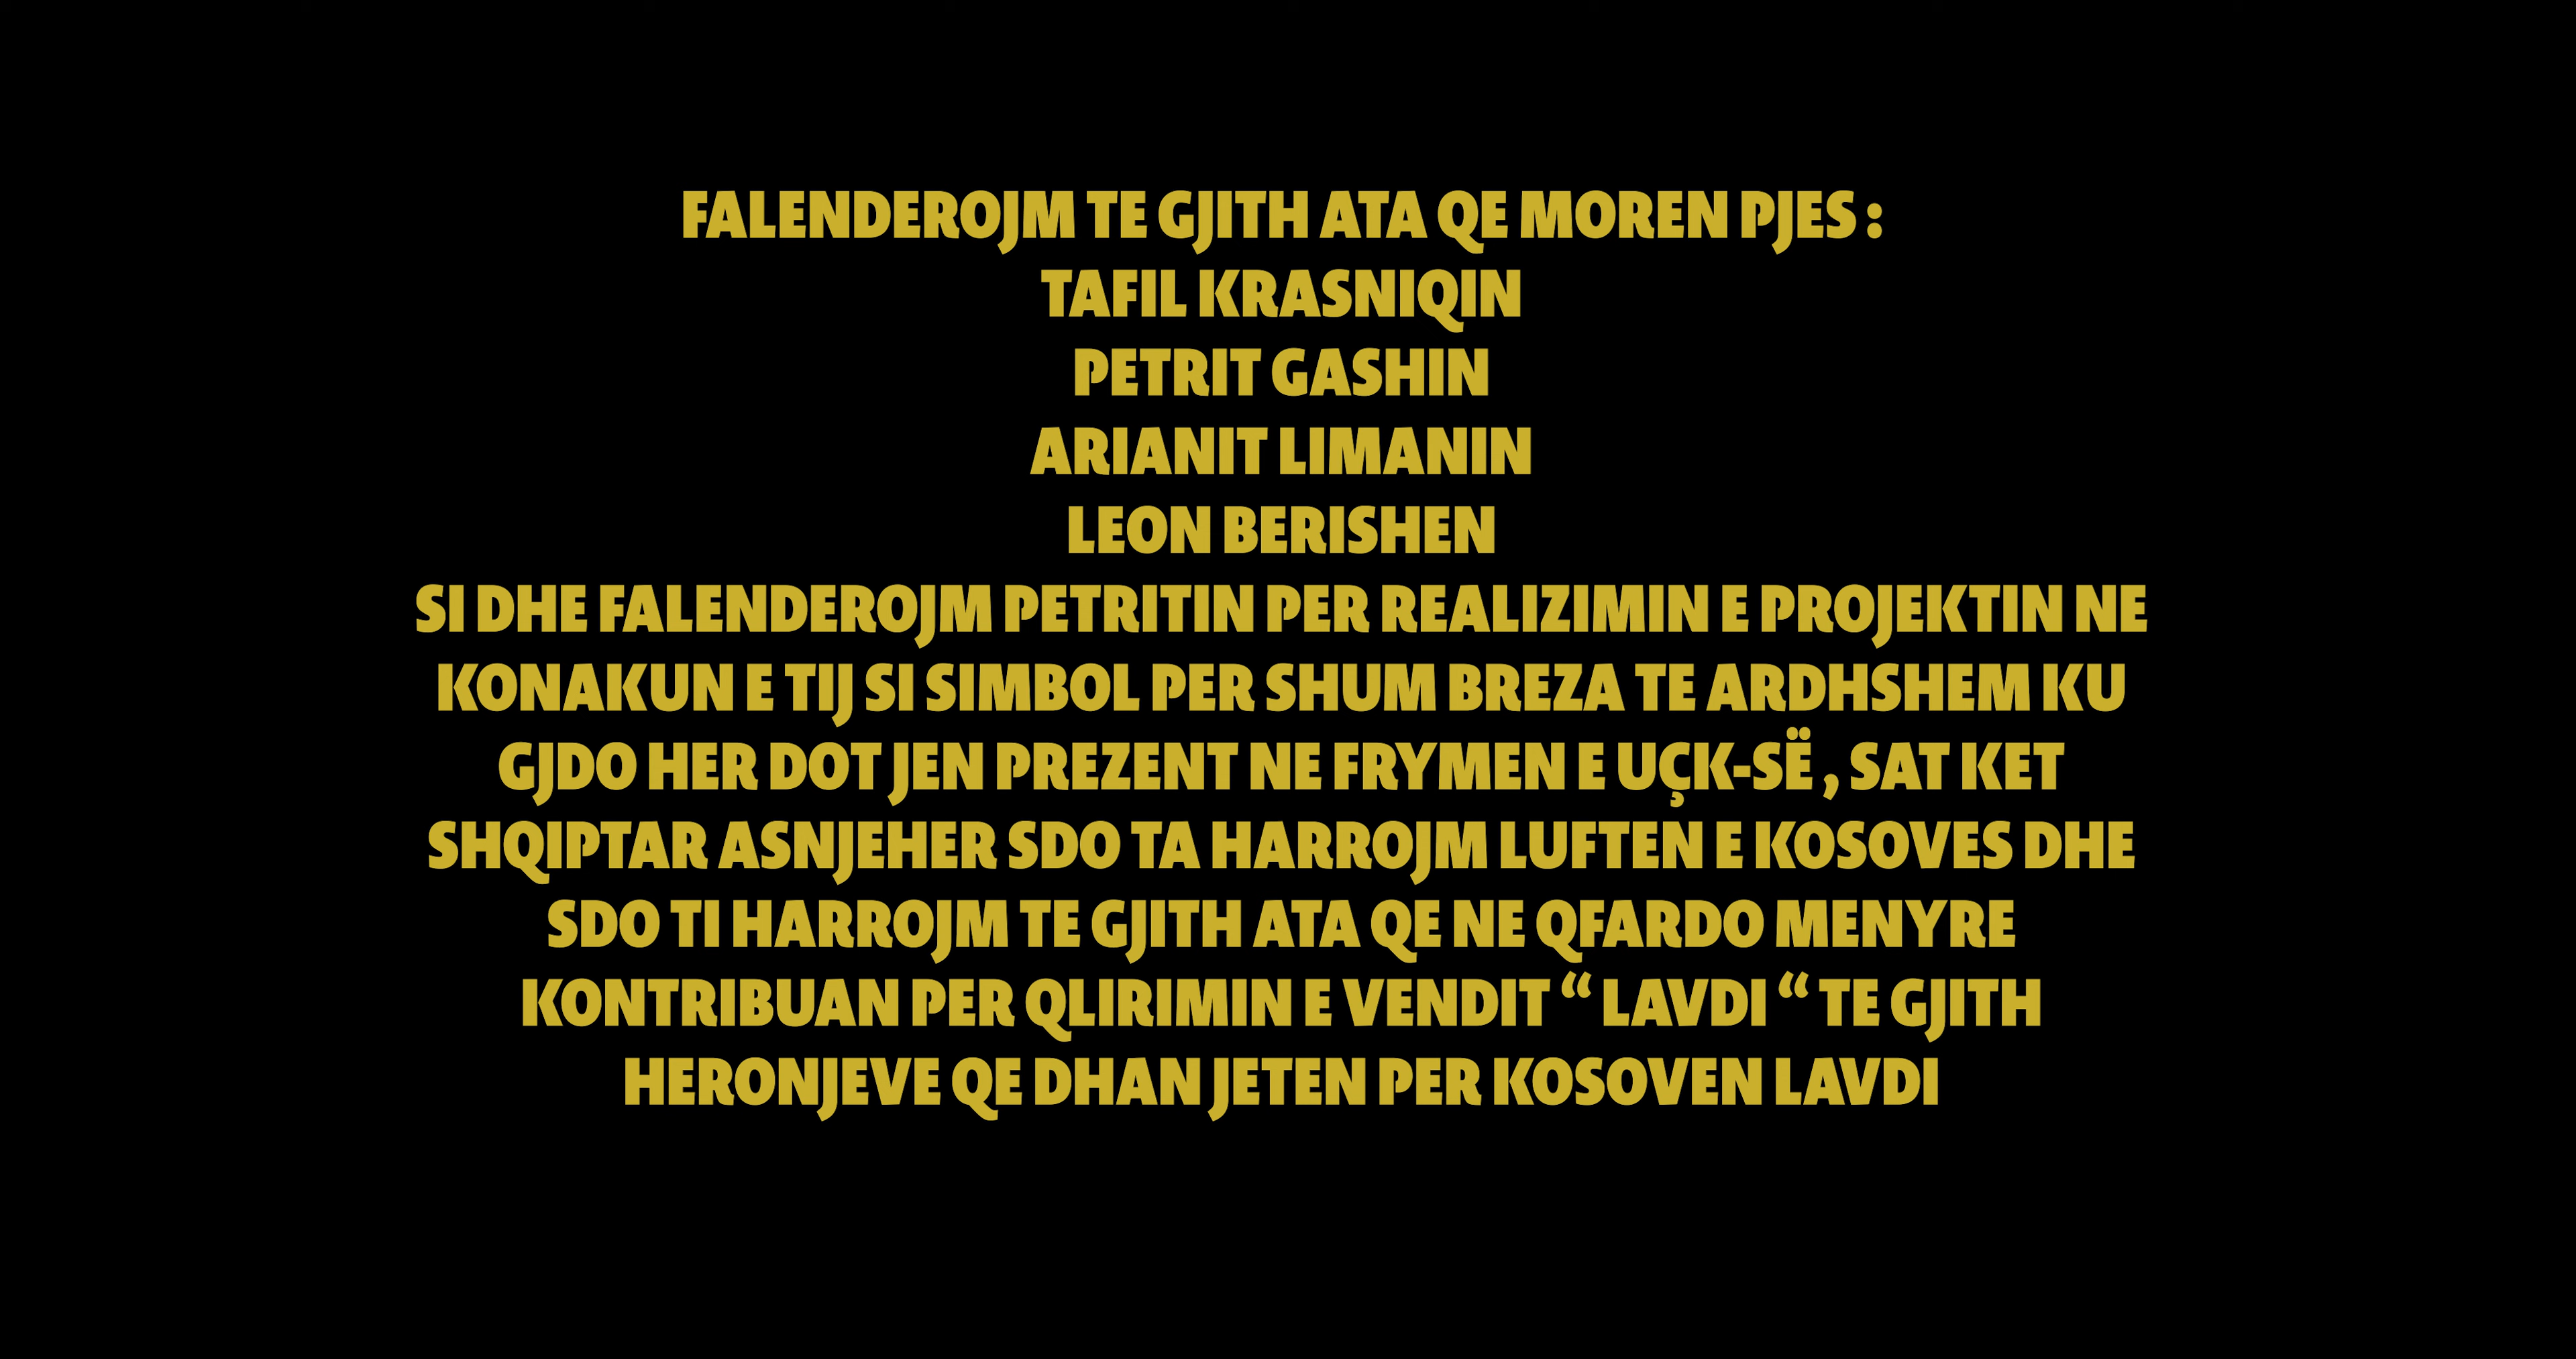 FALENDEROJM TE GJITH ATA QE MOREN PJES :
TAFIL KRASNIQIN
PETRIT GASHIN
ARIANIT LIMANIN
LEON BERISHEN
SI DHE FALENDEROJM PETRITIN PER REALIZIMIN E PROJEKTIN NE
KONAKUN E TIJ SI SIMBOL PER SHUM BREZA TE ARDHSHEM KU
GJDO HER DOT JEN PREZENT NE FRYMEN E UÇK-SË , SAT KET
SHQIPTAR ASNJEHER SDO TA HARROJM LUFTEN E KOSOVES DHE
SDO TI HARROJM TE GJITH ATA QE NE QFARDO MENYRE
KONTRIBUAN PER QLIRIMIN E VENDIT “ LAVDI “ TE GJITH
HERONJEVE QE DHAN JETEN PER KOSOVEN LAVDI